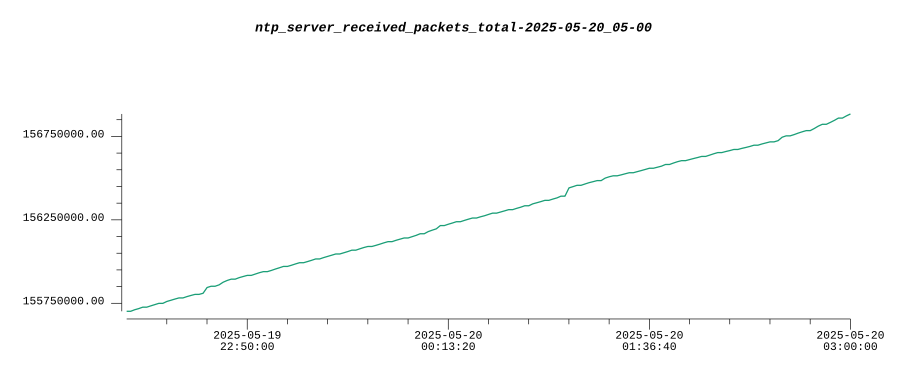 ntp_server_received_packets_total-2025-05-20_05-00
156750000.00
156250000.00
155750000.00
2025-05-19 2025-05-20 2025-05-20 2025-05-20
22:50:00 00:13:20 01:36:40 03:00:00